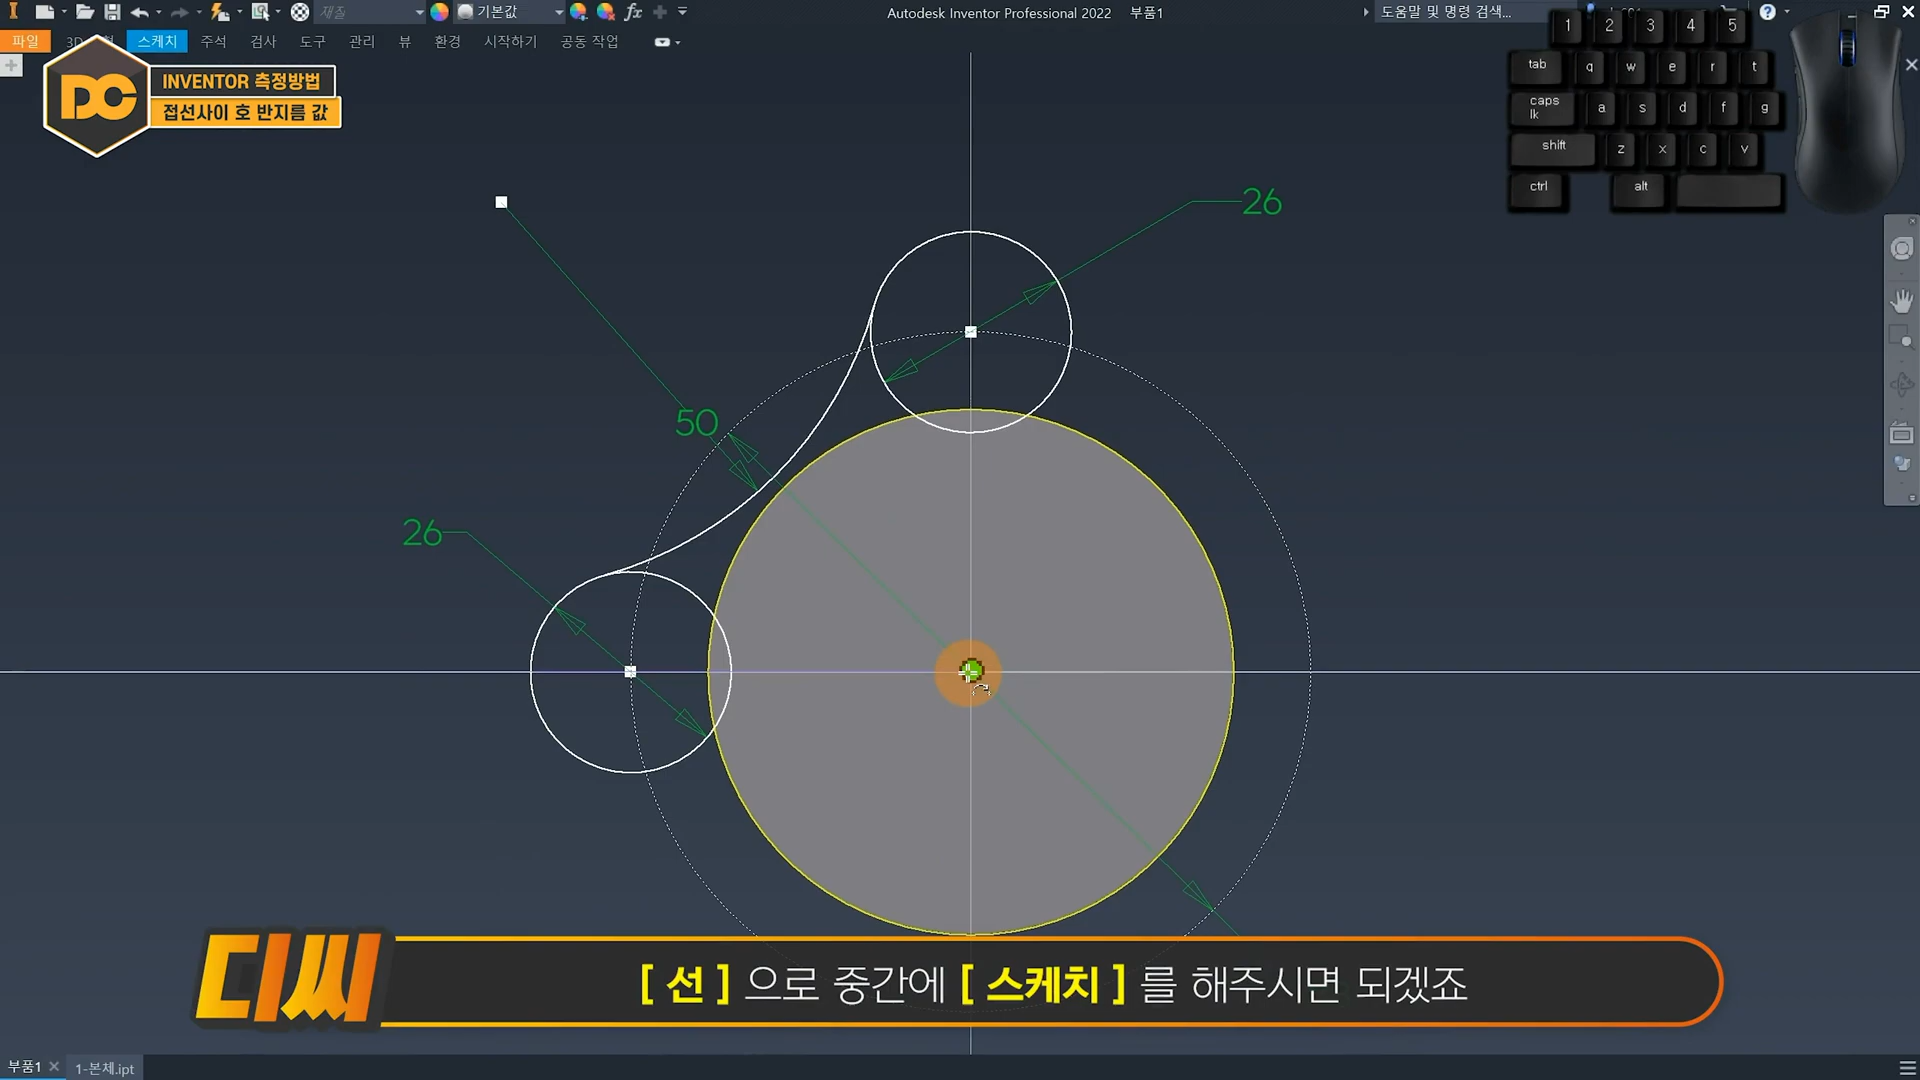 재질
기본값
fx
Autodesk Inventor Professional 2022 부품1
도움말 및 명령 검색...
파일
스케치
주석
검사
도구
관리
뷰
환경
시작하기
공동 작업
DC
INVENTOR 측정방법
접선사이 호 반지름 값
1 2 3 4 5
tab q w e r t
caps lk a s d f g
shift z x c v
ctrl alt
26
50
26
디씨
[ 선 ] 으로 중간에 [ 스케치 ] 를 해주시면 되겠죠
부품1
1-본체.ipt